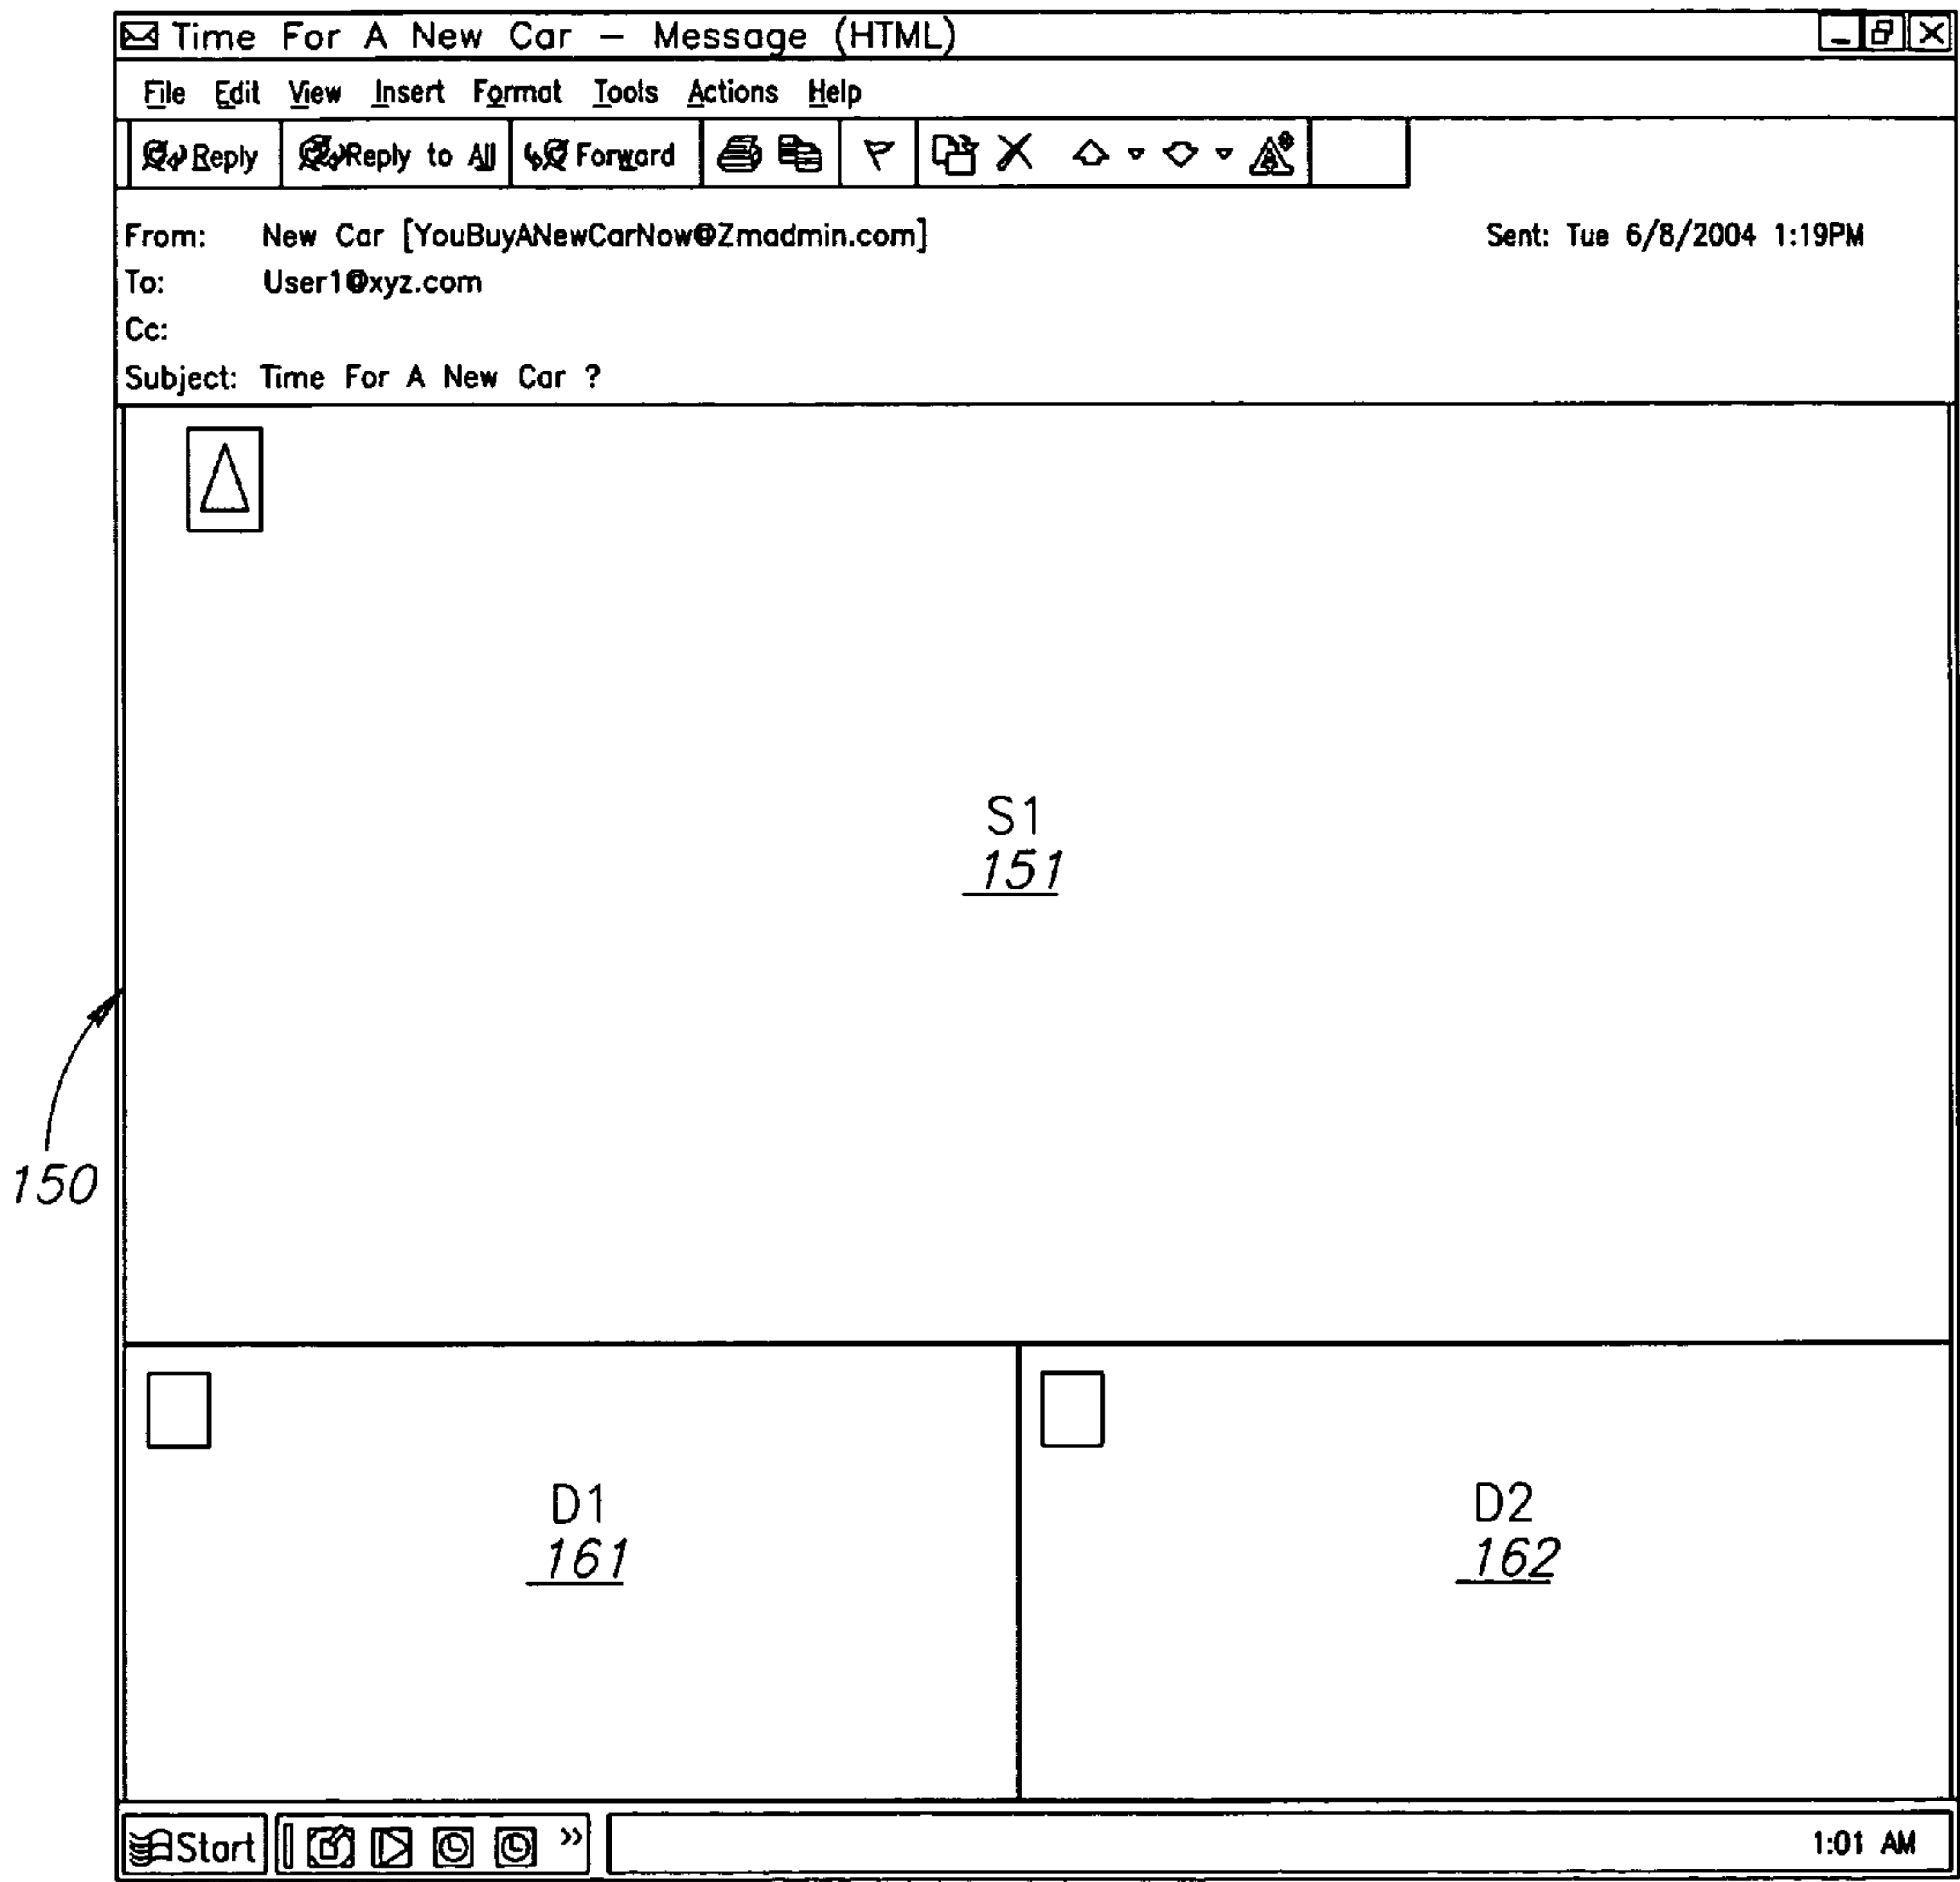 Time For A New Car – Message (HTML)
File Edit View Insert Format Tools Actions Help
Reply Reply to All Forward
From: New Car [YouBuyANewCarNow@Zmadmin.com] Sent: Tue 6/8/2004 1:19PM
To: User1@xyz.com
Cc:
Subject: Time For A New Car ?
S1
151
150
D1 D2
161 162
Start » 1:01 AM